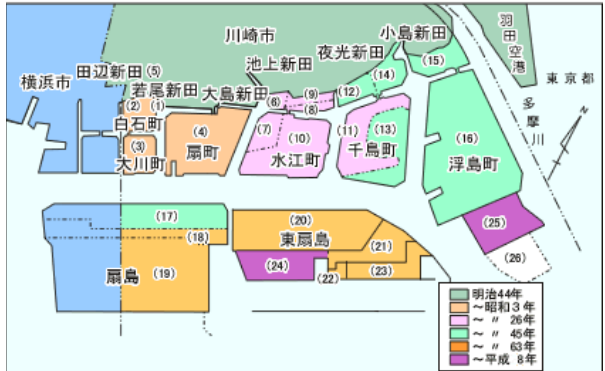 小島新田
羽田空港
川崎市
夜光新田
(15)
池上新田
東京都
横浜市
田辺新田 (5)
(14)
若尾新田
(12)
多摩川
大島新田
(9)
(6)
(8)
(2)
(1)
白石町
(4)
(7)
(10)
(11)
(13)
N
(3)
扇町
水江町
千鳥町
(16)
大川町
浮島町
(17)
(20)
(25)
(18)
東扇島
(21)
(24)
(26)
扇島
(19)
(22)
(23)
明治44年
～昭和3年
～ 〃 26年
～ 〃 45年
～ 〃 63年
～平成 8年